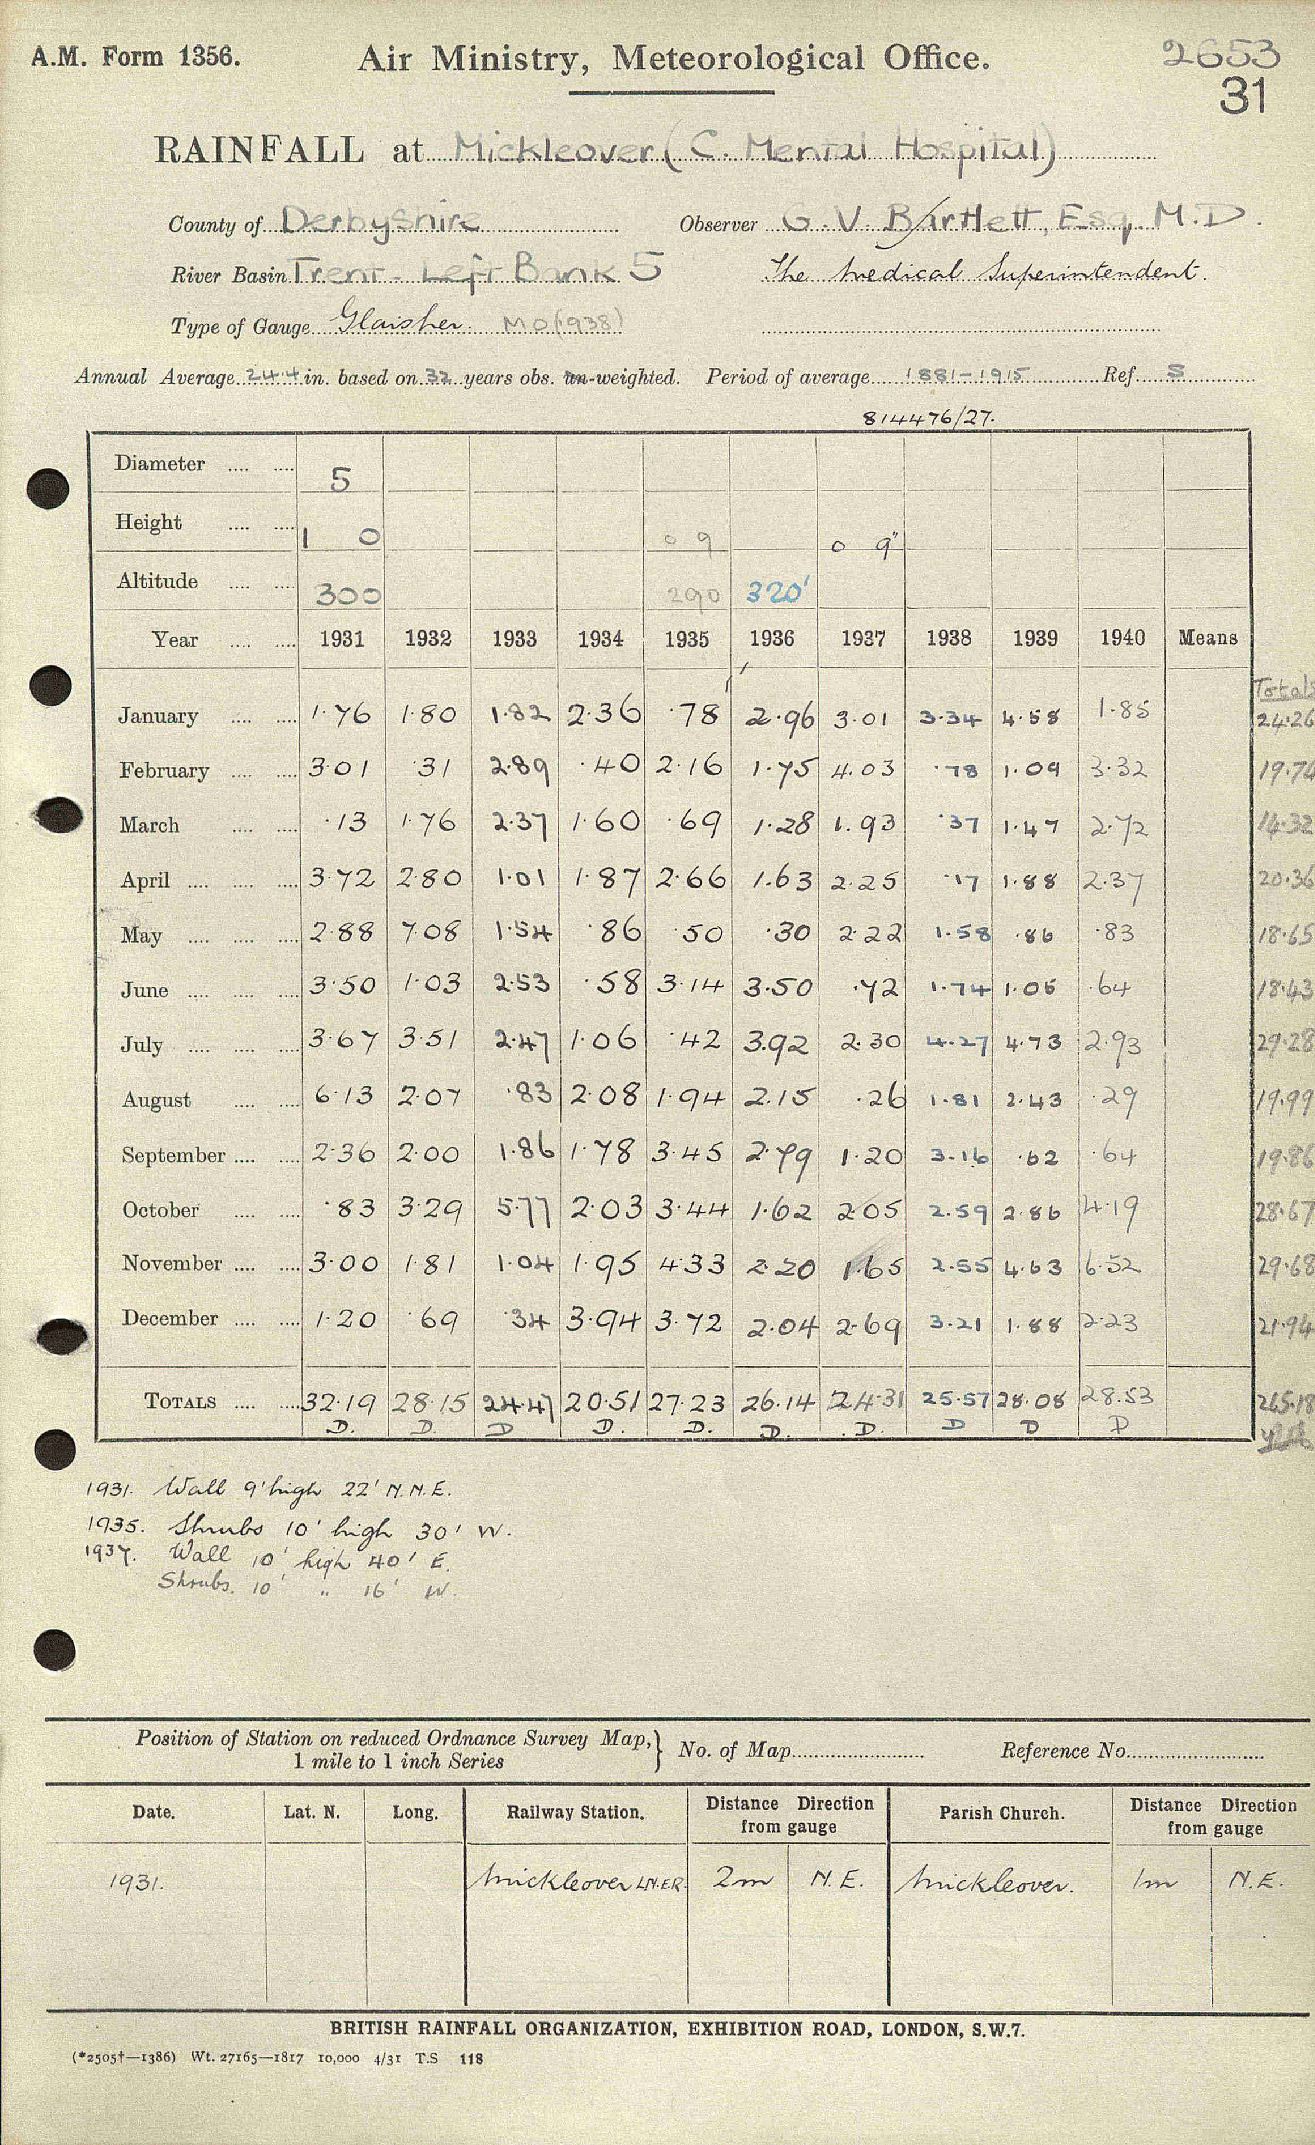 A.M. Form 1356. Air Ministry, Meteorological Office. 2653
31
RAINFALL at Mickleover (C. Mental Hospital)
County of Derbyshire Observer G. V. Bartlett, Esq. M.D.
River Basin Trent - Left Bank 5 The Medical Superintendent.
Type of Gauge Glaisher. MO(1938)
Annual Average 24.4 in. based on 32 years obs. un-weighted. Period of average 1881-1915 Ref. S
814476/27.
Diameter 5
Height 1 0 0 9 0 9"
Altitude 300 290 320'
Year 1931 1932 1933 1934 1935 1936 1937 1938 1939 1940 Means
Totals
January 1.76 1.80 1.82 2.36 .78 2.96 3.01 3.34 4.58 1.85 24.26
February 3.01 .31 2.89 .40 2.16 1.75 4.03 .78 1.09 3.32 19.74
March .13 1.76 2.37 1.60 .69 1.28 1.93 .37 1.47 2.72 14.32
April 3.72 2.80 1.01 1.87 2.66 1.63 2.25 .17 1.88 2.37 20.36
May 2.88 7.08 1.54 .86 .50 .30 2.22 1.58 .86 .83 18.65
June 3.50 1.03 2.53 .58 3.14 3.50 .72 1.74 1.05 .64 18.43
July 3.67 3.51 2.47 1.06 .42 3.92 2.30 4.27 4.73 2.93 29.28
August 6.13 2.07 .83 2.08 1.94 2.15 .26 1.81 2.43 .29 19.99
September 2.36 2.00 1.86 1.78 3.45 2.79 1.20 3.16 .62 .64 19.86
October .83 3.29 5.77 2.03 3.44 1.62 2.05 2.59 2.86 4.19 28.67
November 3.00 1.81 1.04 1.95 4.33 2.20 1.65 2.55 4.63 6.52 29.68
December 1.20 .69 .34 3.94 3.72 2.04 2.69 3.21 1.88 2.23 21.94
TOTALS 32.19 28.15 24.47 20.51 27.23 26.14 24.31 25.57 28.08 28.53 265.18
D. D. D D. D. D. D. D D D
1931. Wall 9' high 22' N.N.E.
1935. Shrubs 10' high 30' W.
1937. Wall 10' high 40' E.
Shrubs. 10' " 16' W.
Position of Station on reduced Ordnance Survey Map, 1 mile to 1 inch Series } No. of Map Reference No.
Date. Lat. N. Long. Railway Station. Distance Direction from gauge Parish Church. Distance Direction from gauge
1931. Mickleover L.N.E.R. 2m N.E. Mickleover. 1m N.E.
BRITISH RAINFALL ORGANIZATION, EXHIBITION ROAD, LONDON, S.W.7.
(*2505†—1386) Wt. 27165—1817 10,000 4/31 T.S 118